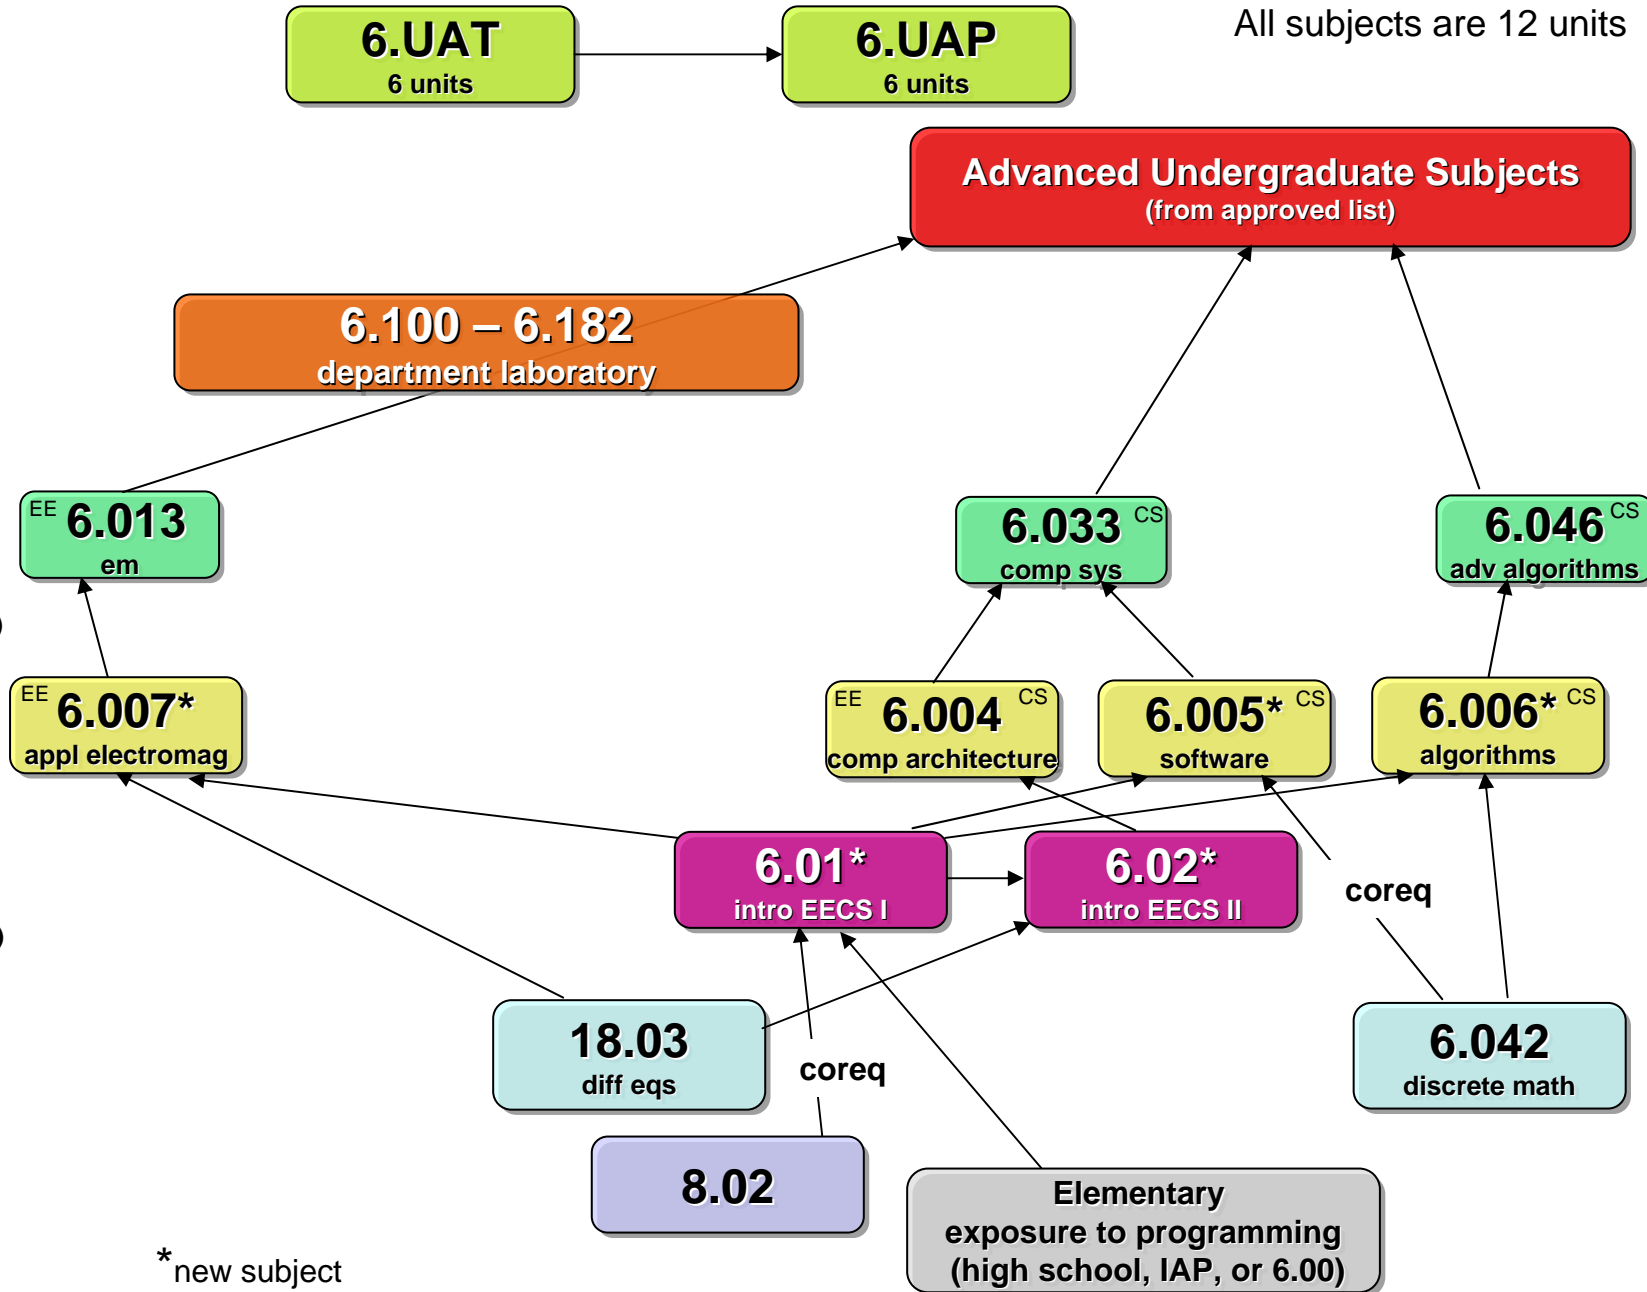 6.UAT
6 units
6.UAP
6 units
All subjects are 12 units
Advanced Undergraduate Subjects
(from approved list)
6.100 – 6.182
department laboratory
EE 6.013
em
6.033 CS
comp sys
6.046 CS
adv algorithms
EE 6.007*
appl electromag
EE 6.004 CS
comp architecture
6.005* CS
software
6.006* CS
algorithms
6.01*
intro EECS I
6.02*
intro EECS II
coreq
18.03
diff eqs
coreq
6.042
discrete math
8.02
Elementary
exposure to programming
(high school, IAP, or 6.00)
*new subject